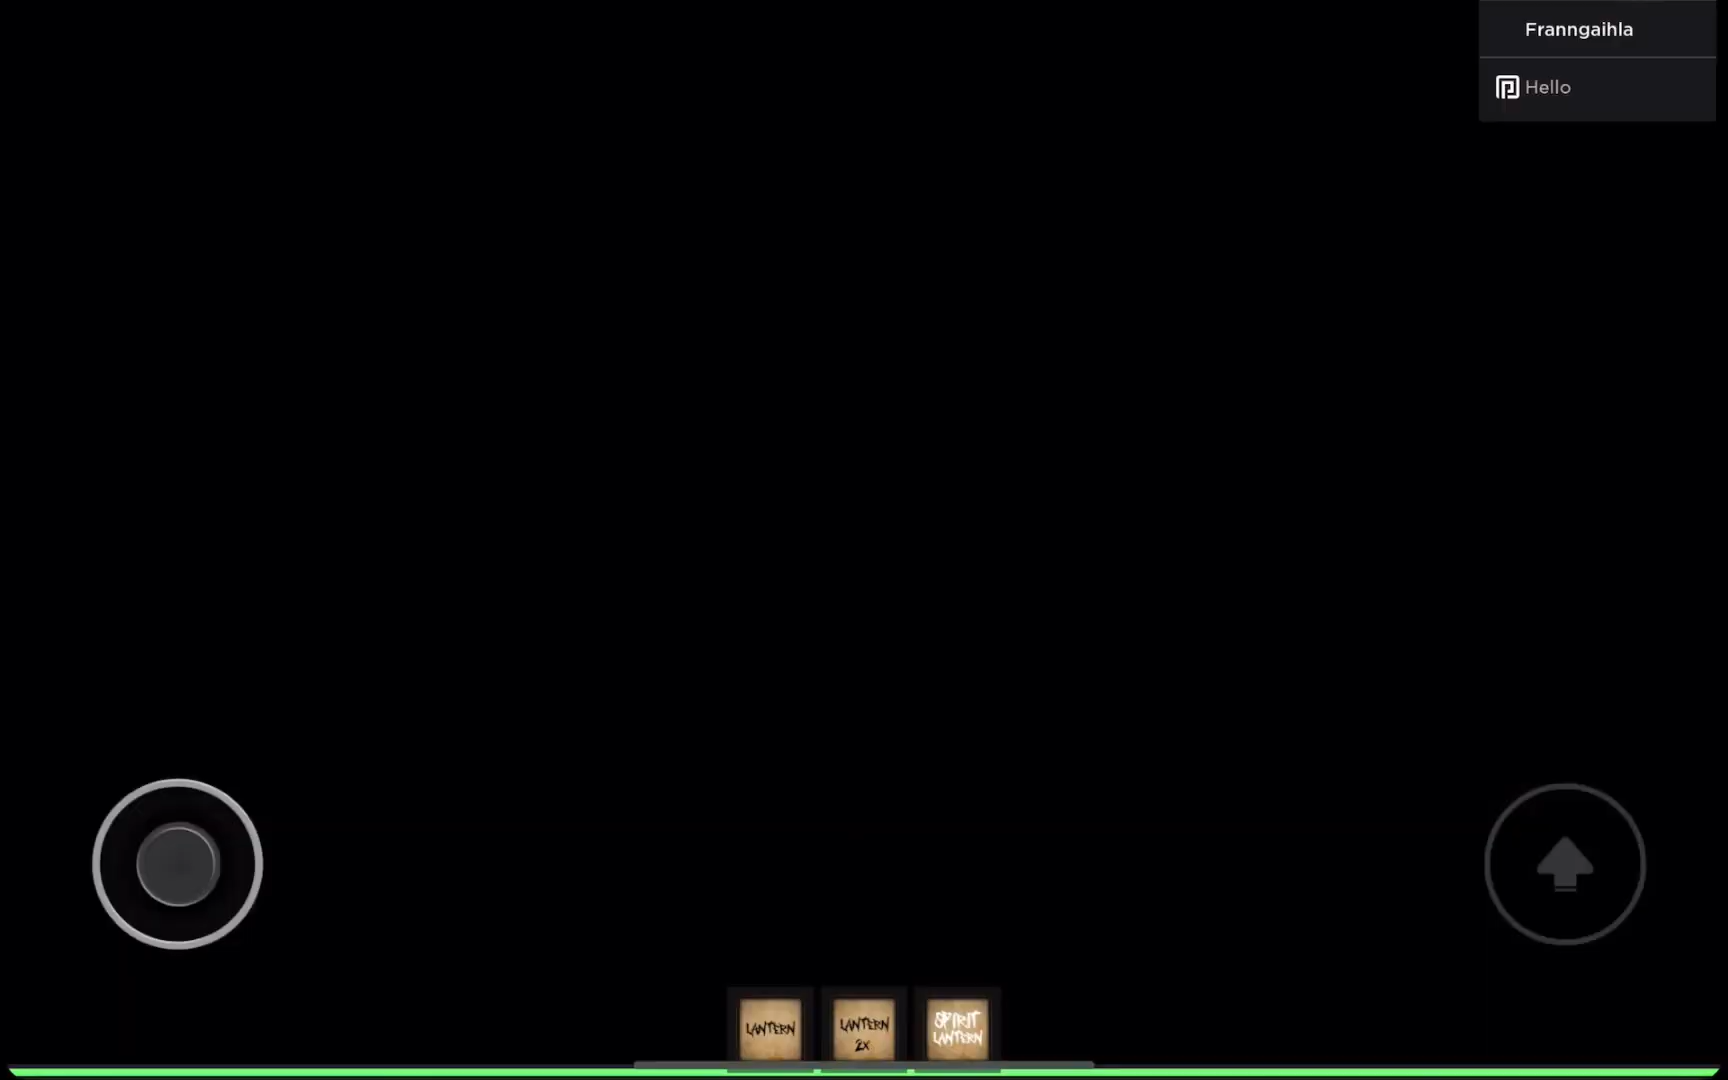 Franngaihla
Hello
LANTERN
LANTERN
2X
SPIRIT
LANTERN